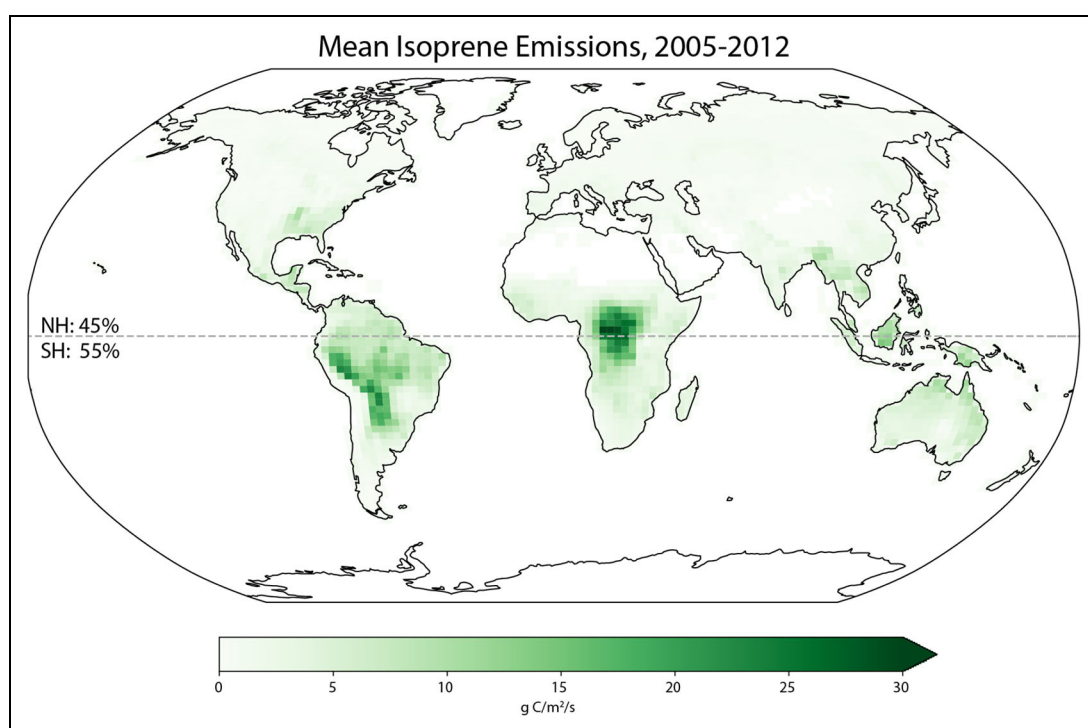 Mean Isoprene Emissions, 2005-2012
NH: 45%
SH: 55%
0 5 10 15 20 25 30
g C/m²/s